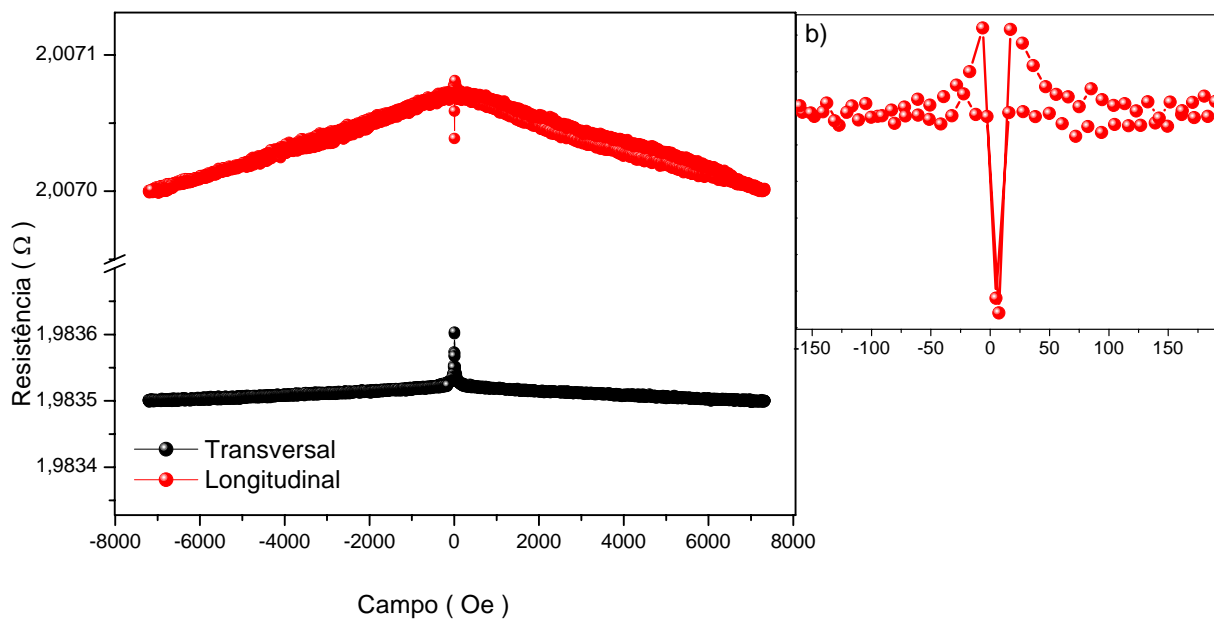 2,0071
2,0070
1,9836
1,9835
1,9834
Resistência ( Ω )
Transversal
Longitudinal
-8000 -6000 -4000 -2000 0 2000 4000 6000 8000
Campo ( Oe )
b)
-150 -100 -50 0 50 100 150